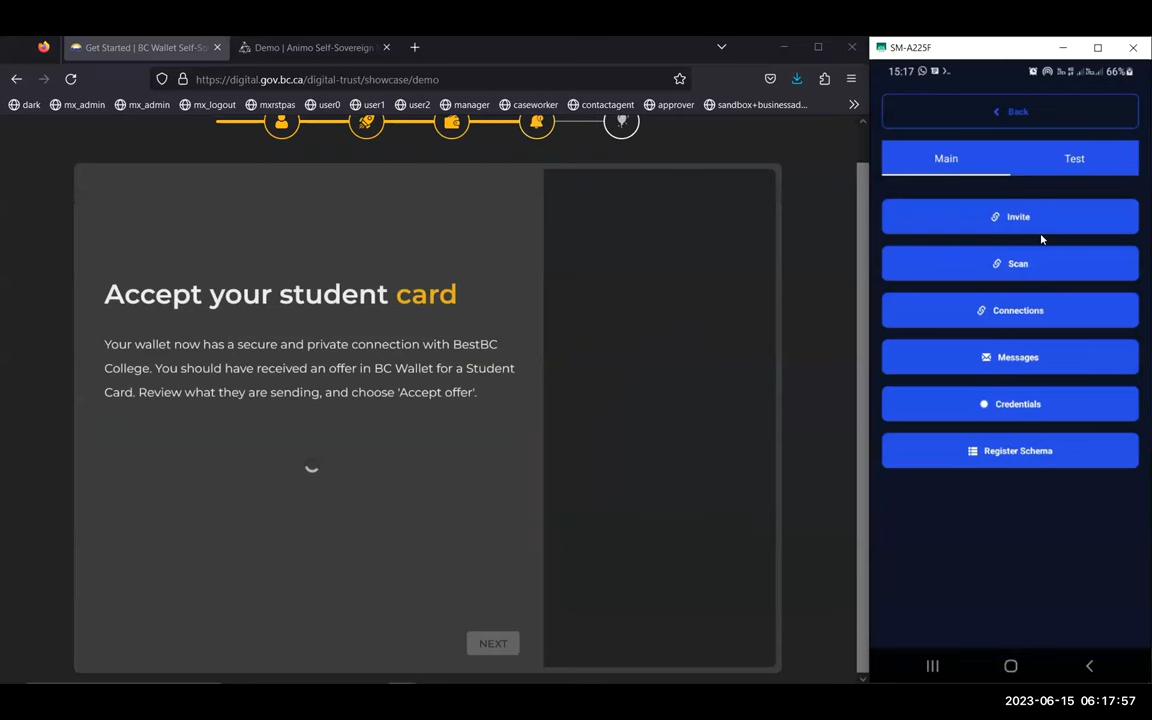 Get Started | BC Wallet Self-So
Demo | Animo Self-Sovereign
https://digital.gov.bc.ca/digital-trust/showcase/demo
dark mx_admin mx_admin mx_logout mxrstpas user0 user1 user2 manager caseworker contactagent approver sandbox+businessad...
Accept your student card
Your wallet now has a secure and private connection with BestBC
College. You should have received an offer in BC Wallet for a Student
Card. Review what they are sending, and choose 'Accept offer'.
NEXT
SM-A225F
15:17
66%
Back
Main Test
Invite
Scan
Connections
Messages
Credentials
Register Schema
2023-06-15 06:17:57